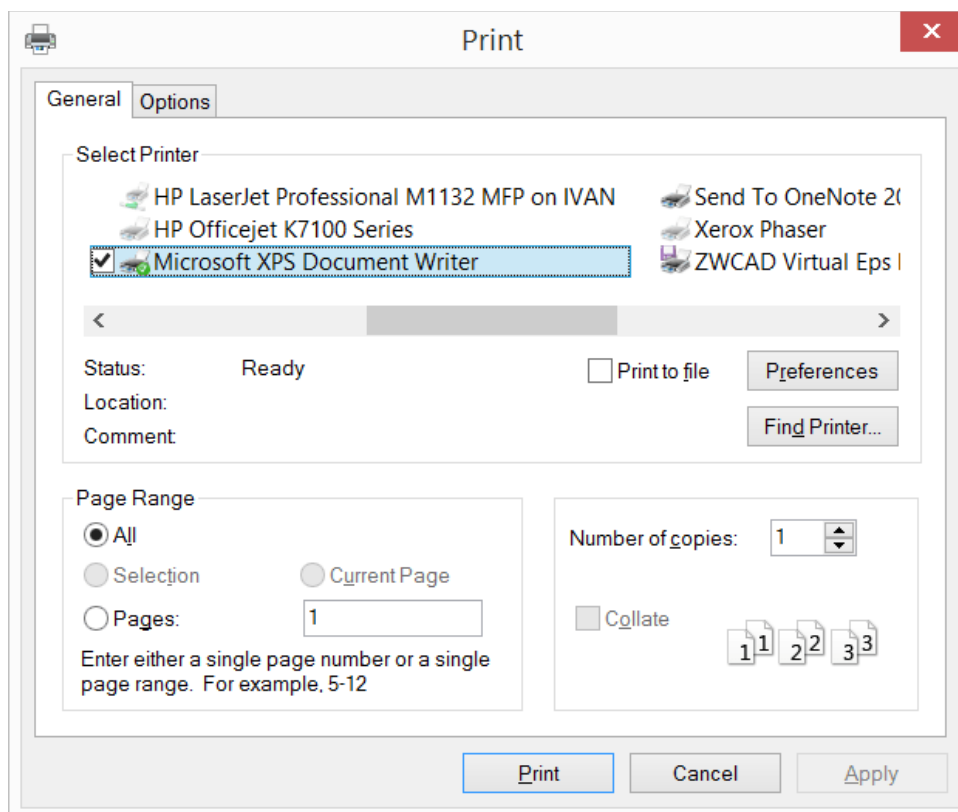 Print
General
Options
Select Printer
HP LaserJet Professional M1132 MFP on IVAN
HP Officejet K7100 Series
Microsoft XPS Document Writer
Send To OneNote 20
Xerox Phaser
ZWCAD Virtual Eps
Status: Ready
Location:
Comment:
Print to file
Preferences
Find Printer...
Page Range
All
Selection
Current Page
Pages: 1
Enter either a single page number or a single
page range. For example, 5-12
Number of copies: 1
Collate
1 1 2 2 3 3
Print
Cancel
Apply